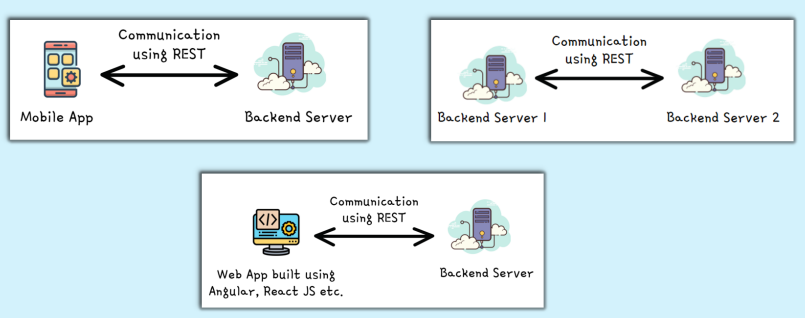 Communication
using REST
Mobile App
Backend Server
Communication
using REST
Backend Server 1
Backend Server 2
Communication
using REST
Web App built using
Angular, React JS etc.
Backend Server